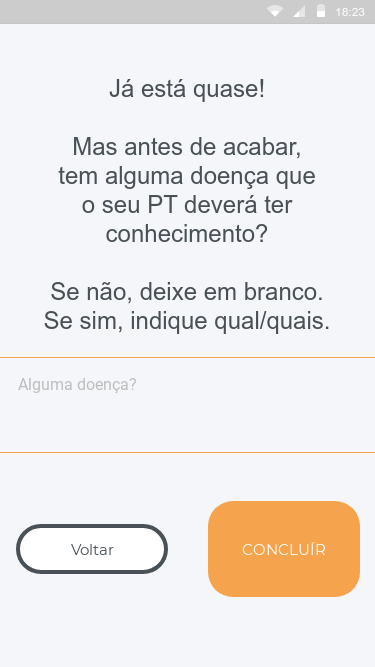 18:23
Já está quase!
Mas antes de acabar,
tem alguma doença que
o seu PT deverá ter
conhecimento?
Se não, deixe em branco.
Se sim, indique qual/quais.
Alguma doença?
Voltar
CONCLUÍR